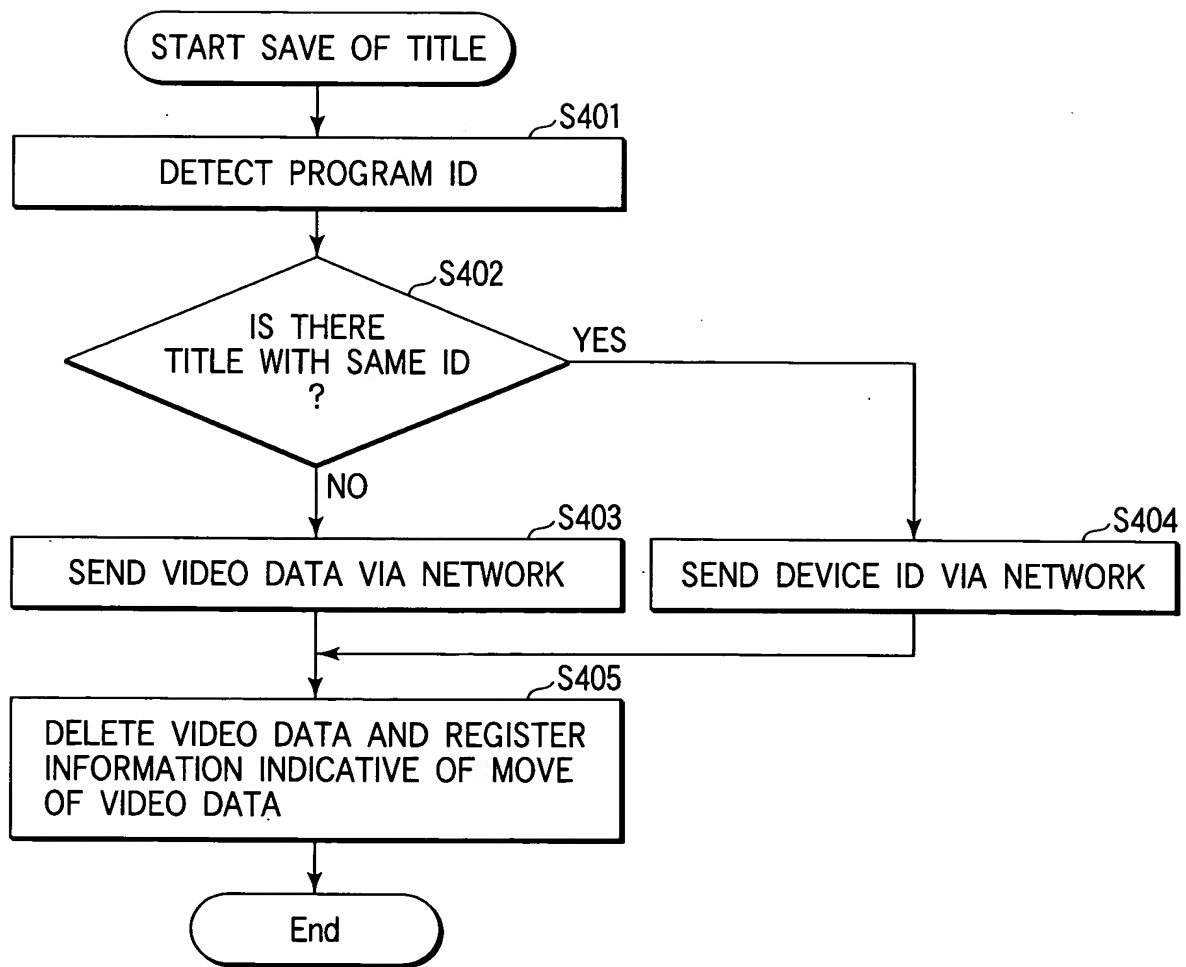 START SAVE OF TITLE
S401
DETECT PROGRAM ID
S402
IS THERE
TITLE WITH SAME ID
?
YES
NO
S403
SEND VIDEO DATA VIA NETWORK
S404
SEND DEVICE ID VIA NETWORK
S405
DELETE VIDEO DATA AND REGISTER
INFORMATION INDICATIVE OF MOVE
OF VIDEO DATA
End